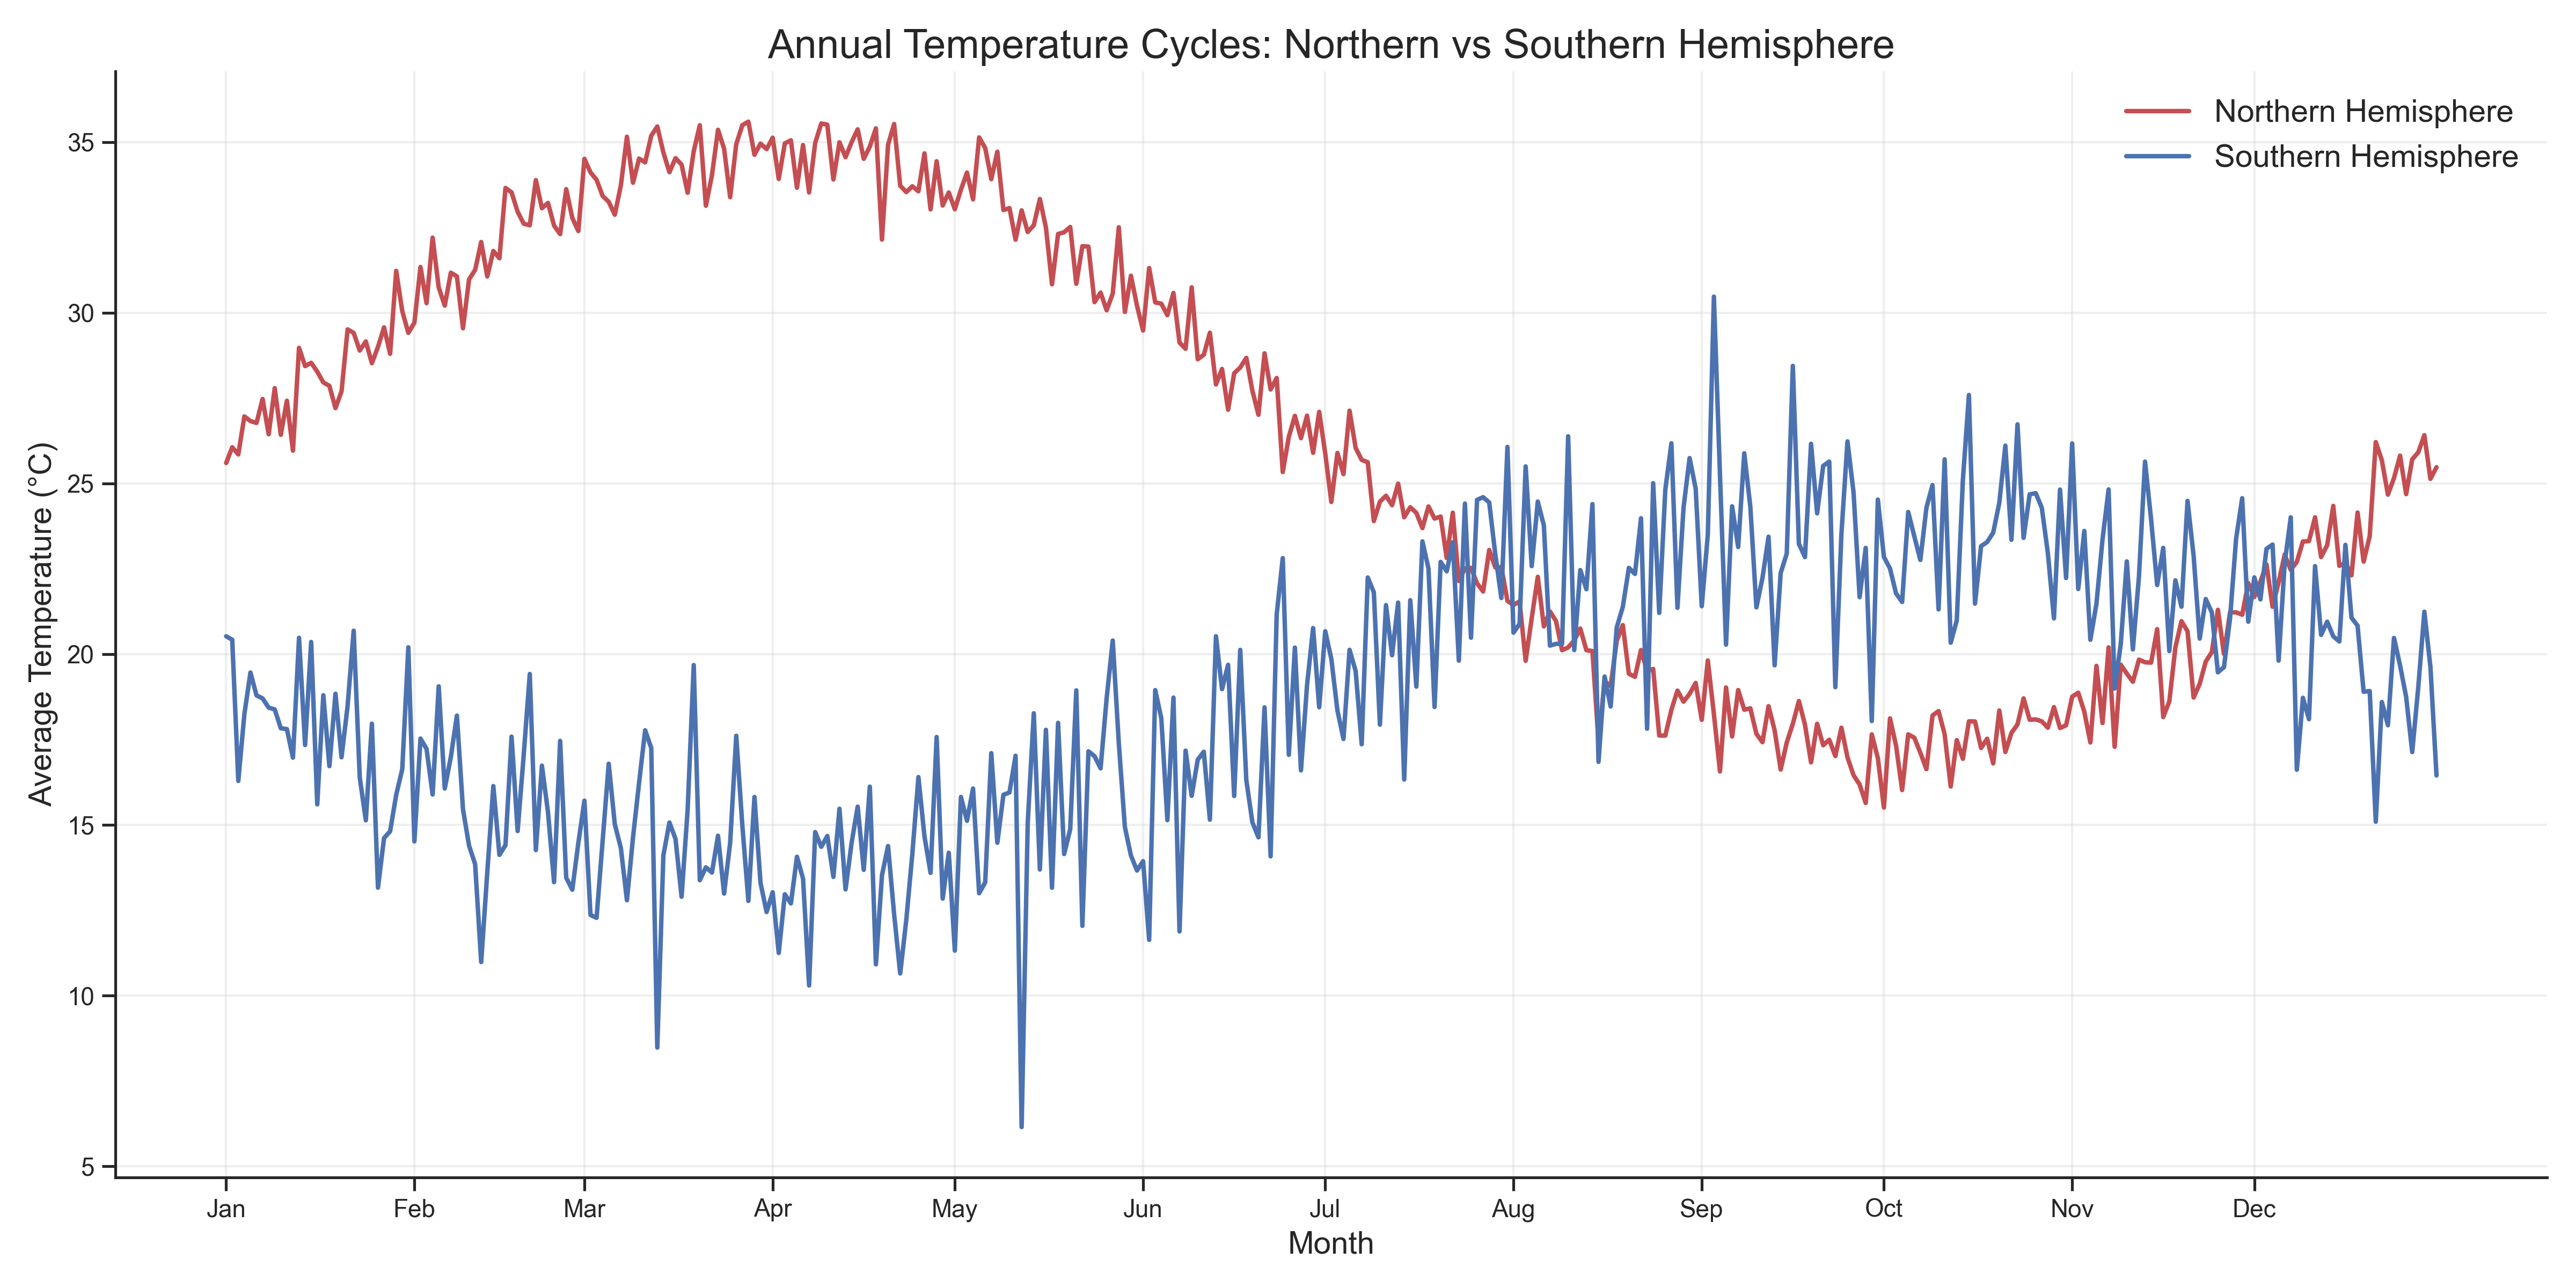 Annual Temperature Cycles: Northern vs Southern Hemisphere
Northern Hemisphere
Southern Hemisphere
Average Temperature (°C)
35
30
25
20
15
10
5
Jan Feb Mar Apr May Jun Jul Aug Sep Oct Nov Dec
Month